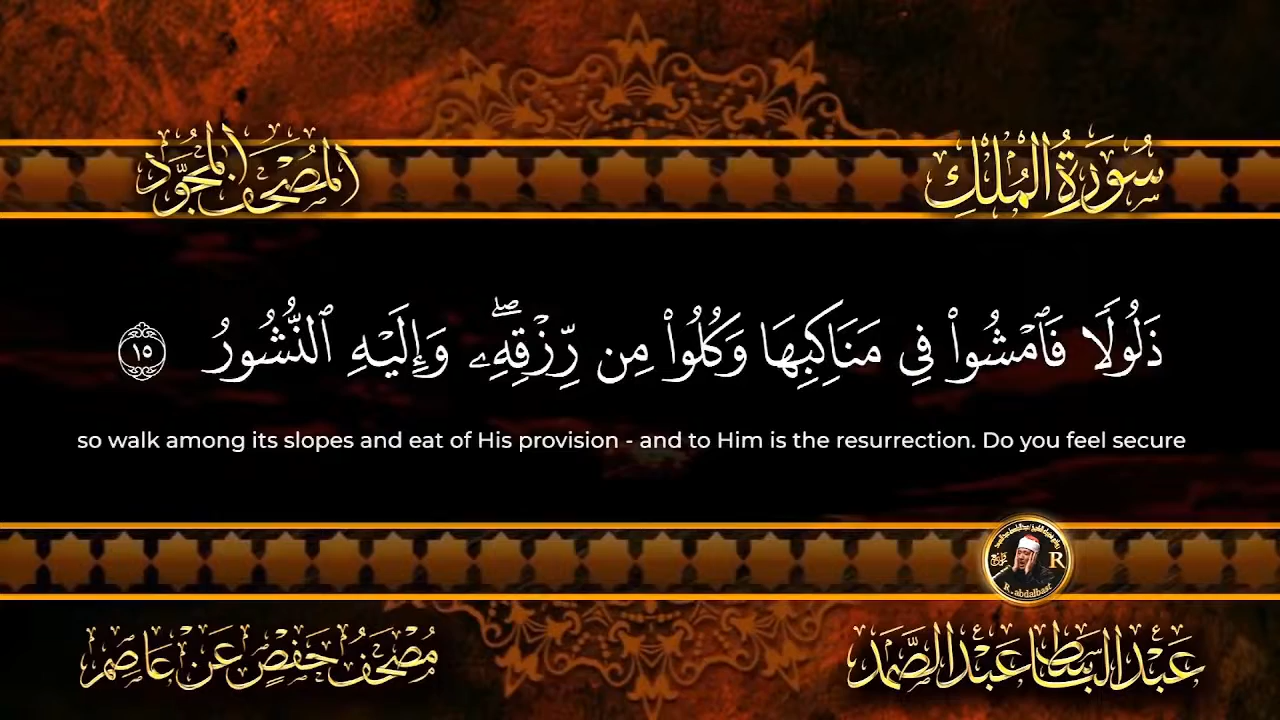 سُورَةُ المُلْكِ
المُصْحَفُ المُجَوَّد
ذَلُولًا فَٱمْشُوا۟ فِى مَنَاكِبِهَا وَكُلُوا۟ مِن رِّزْقِهِۦ ۖ وَإِلَيْهِ ٱلنُّشُورُ ١٥
so walk among its slopes and eat of His provision - and to Him is the resurrection. Do you feel secure
R
R.abdalbast
عَبْدُ البَاسِطِ عَبْدُ الصَّمَد
مُصْحَفُ حَفْصٍ عَنْ عَاصِمٍ